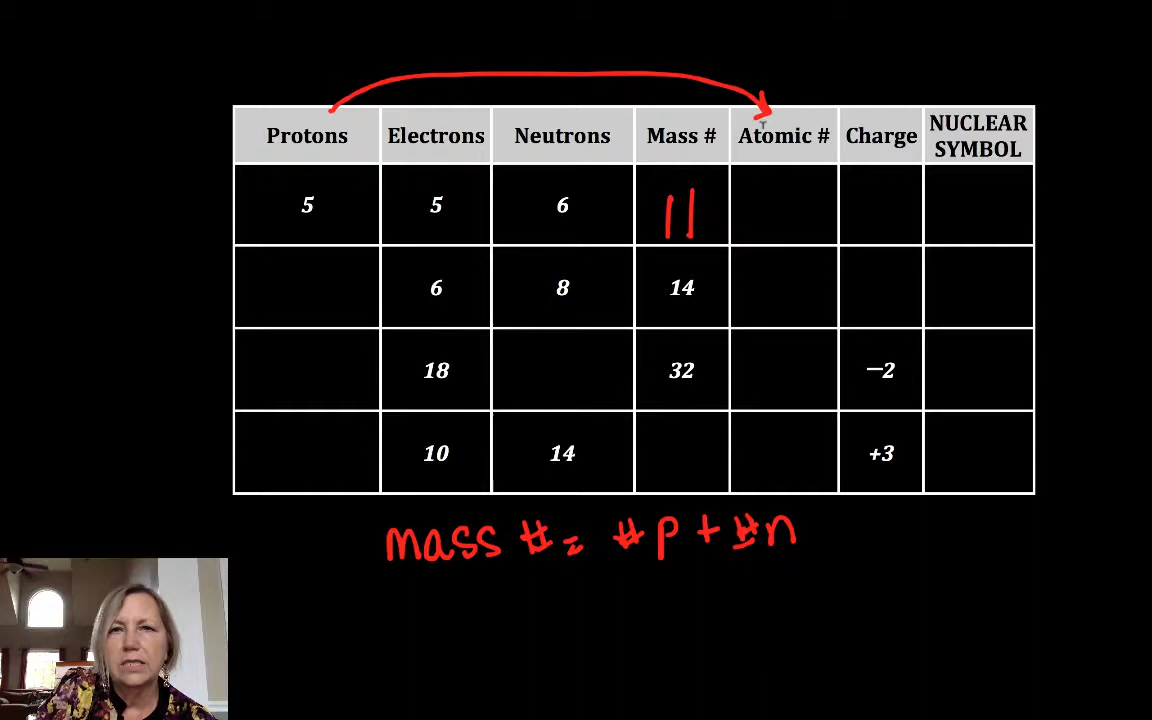 Protons Electrons Neutrons Mass # Atomic # Charge NUCLEAR SYMBOL
5 5 6 11
6 8 14
18 32 −2
10 14 +3
mass # = # p + # n